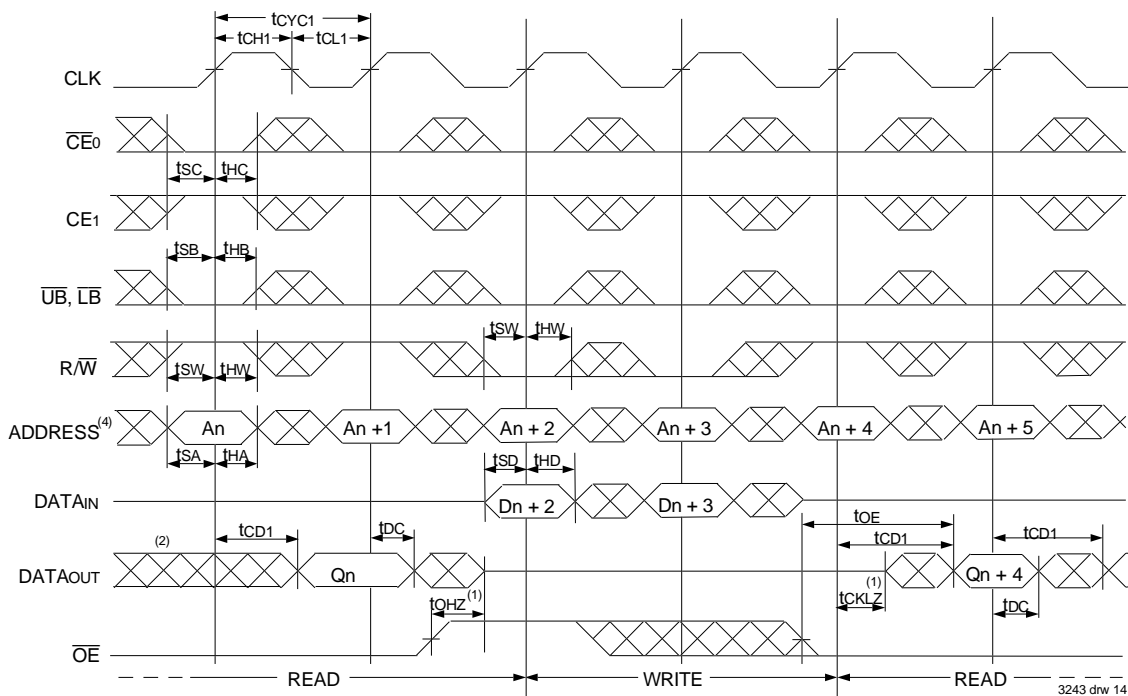 tCYC1
tCH1 tCL1
CLK
CE0
tSC tHC
CE1
tSB tHB
UB, LB
tSW tHW
R/W
tSW tHW
ADDRESS(4) An An +1 An + 2 An + 3 An + 4 An + 5
tSA tHA tSD tHD
DATAIN Dn + 2 Dn + 3
tOE
tCD1 tDC tCD1 tCD1
(2)
DATAOUT Qn Qn + 4
tOHZ(1) tCKLZ(1) tDC
OE
READ WRITE READ
3243 drw 14